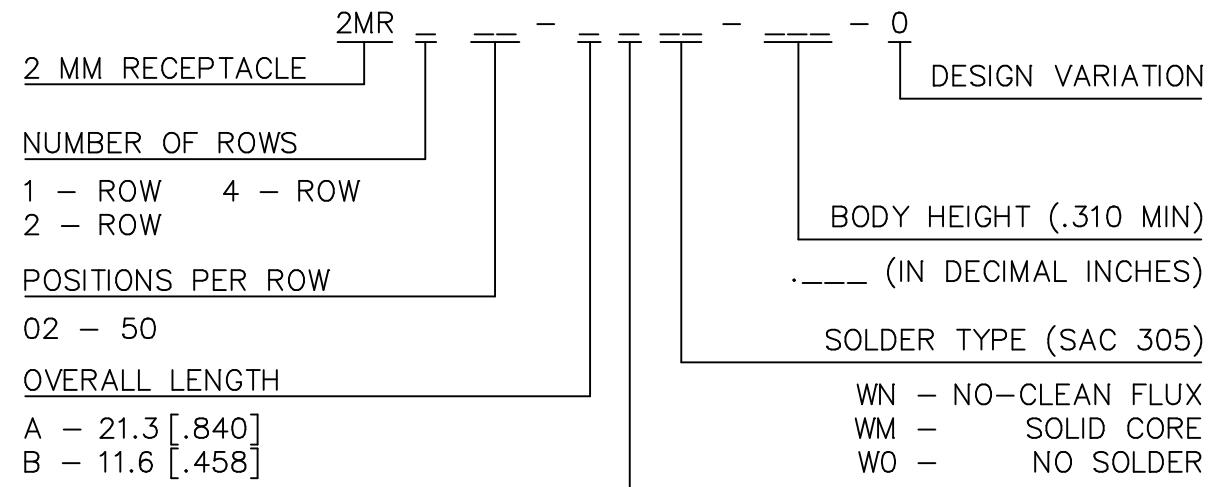 2MR _ __ - _ _ __ - ___ - 0
2 MM RECEPTACLE
DESIGN VARIATION
NUMBER OF ROWS
1 - ROW 4 - ROW
2 - ROW
BODY HEIGHT (.310 MIN)
.___ (IN DECIMAL INCHES)
POSITIONS PER ROW
02 - 50
SOLDER TYPE (SAC 305)
WN - NO-CLEAN FLUX
WM - SOLID CORE
WO - NO SOLDER
OVERALL LENGTH
A - 21.3 [.840]
B - 11.6 [.458]